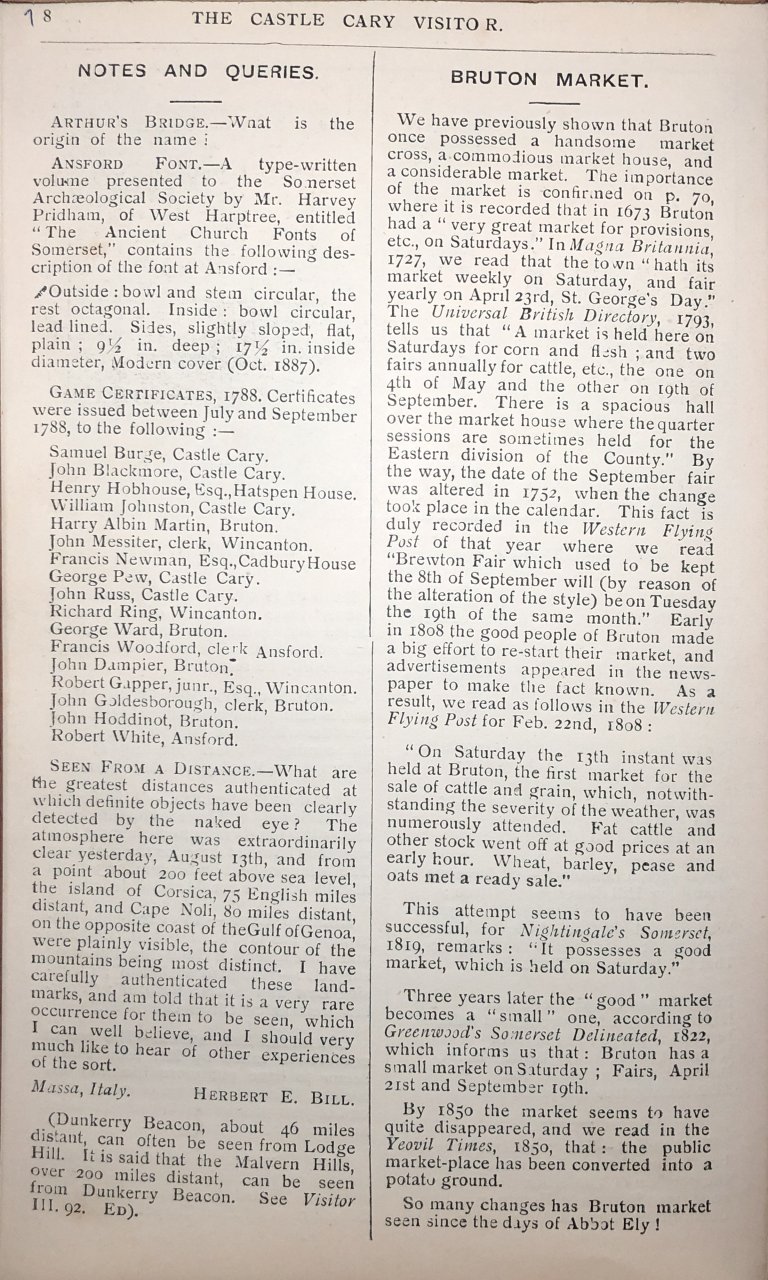 78
THE CASTLE CARY VISITOR.
NOTES AND QUERIES.
ARTHUR'S BRIDGE.—What is the
origin of the name ?
ANSFORD FONT.—A type-written
volume presented to the Somerset
Archæological Society by Mr. Harvey
Pridham, of West Harptree, entitled
"The Ancient Church Fonts of
Somerset," contains the following des-
cription of the font at Ansford :—
Outside : bowl and stem circular, the
rest octagonal. Inside : bowl circular,
lead lined. Sides, slightly sloped, flat,
plain ; 9½ in. deep ; 17½ in. inside
diameter, Modern cover (Oct. 1887).
GAME CERTIFICATES, 1788. Certificates
were issued between July and September
1788, to the following :—
Samuel Burge, Castle Cary.
John Blackmore, Castle Cary.
Henry Hobhouse, Esq., Hatspen House.
William Johnston, Castle Cary.
Harry Albin Martin, Bruton.
John Messiter, clerk, Wincanton.
Francis Newman, Esq., Cadbury House
George Pew, Castle Cary.
John Russ, Castle Cary.
Richard Ring, Wincanton.
George Ward, Bruton.
Francis Woodford, clerk Ansford.
John Dampier, Bruton.
Robert Gapper, junr., Esq., Wincanton.
John Goldesborough, clerk, Bruton.
John Hoddinot, Bruton.
Robert White, Ansford.
SEEN FROM A DISTANCE.—What are
the greatest distances authenticated at
which definite objects have been clearly
detected by the naked eye? The
atmosphere here was extraordinarily
clear yesterday, August 13th, and from
a point about 200 feet above sea level,
the island of Corsica, 75 English miles
distant, and Cape Noli, 80 miles distant,
on the opposite coast of the Gulf of Genoa,
were plainly visible, the contour of the
mountains being most distinct. I have
carefully authenticated these land-
marks, and am told that it is a very rare
occurrence for them to be seen, which
I can well believe, and I should very
much like to hear of other experiences
of the sort.
Massa, Italy. HERBERT E. BILL.
(Dunkerry Beacon, about 46 miles
distant, can often be seen from Lodge
Hill. It is said that the Malvern Hills,
over 200 miles distant, can be seen
from Dunkerry Beacon. See Visitor
III. 92. ED).
BRUTON MARKET.
We have previously shown that Bruton
once possessed a handsome market
cross, a commodious market house, and
a considerable market. The importance
of the market is confirmed on p. 70,
where it is recorded that in 1673 Bruton
had a "very great market for provisions,
etc., on Saturdays." In Magna Britannia,
1727, we read that the town "hath its
market weekly on Saturday, and fair
yearly on April 23rd, St. George's Day."
The Universal British Directory, 1793,
tells us that "A market is held here on
Saturdays for corn and flesh ; and two
fairs annually for cattle, etc., the one on
4th of May and the other on 19th of
September. There is a spacious hall
over the market house where the quarter
sessions are sometimes held for the
Eastern division of the County." By
the way, the date of the September fair
was altered in 1752, when the change
took place in the calendar. This fact is
duly recorded in the Western Flying
Post of that year where we read
"Brewton Fair which used to be kept
the 8th of September will (by reason of
the alteration of the style) be on Tuesday
the 19th of the same month." Early
in 1808 the good people of Bruton made
a big effort to re-start their market, and
advertisements appeared in the news-
paper to make the fact known. As a
result, we read as follows in the Western
Flying Post for Feb. 22nd, 1808 :
"On Saturday the 13th instant was
held at Bruton, the first market for the
sale of cattle and grain, which, notwith-
standing the severity of the weather, was
numerously attended. Fat cattle and
other stock went off at good prices at an
early hour. Wheat, barley, pease and
oats met a ready sale."
This attempt seems to have been
successful, for Nightingale's Somerset,
1819, remarks : "It possesses a good
market, which is held on Saturday."
Three years later the "good" market
becomes a "small" one, according to
Greenwood's Somerset Delineated, 1822,
which informs us that : Bruton has a
small market on Saturday ; Fairs, April
21st and September 19th.
By 1850 the market seems to have
quite disappeared, and we read in the
Yeovil Times, 1850, that : the public
market-place has been converted into a
potato ground.
So many changes has Bruton market
seen since the days of Abbot Ely !